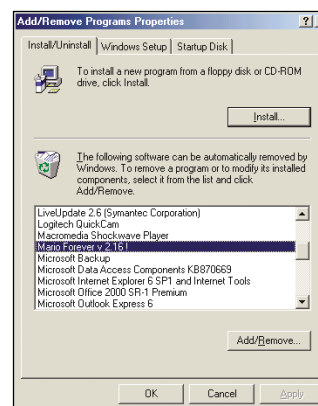 Add/Remove Programs Properties
Install/Uninstall Windows Setup Startup Disk
To install a new program from a floppy disk or CD-ROM
drive, click Install.
Install...
The following software can be automatically removed by
Windows. To remove a program or to modify its installed
components, select it from the list and click
Add/Remove.
LiveUpdate 2.6 (Symantec Corporation)
Logitech QuickCam
Macromedia Shockwave Player
Mario Forever v 2.16 !
Microsoft Backup
Microsoft Data Access Components KB870669
Microsoft Internet Explorer 6 SP1 and Internet Tools
Microsoft Office 2000 SR-1 Premium
Microsoft Outlook Express 6
Add/Remove...
OK Cancel Apply